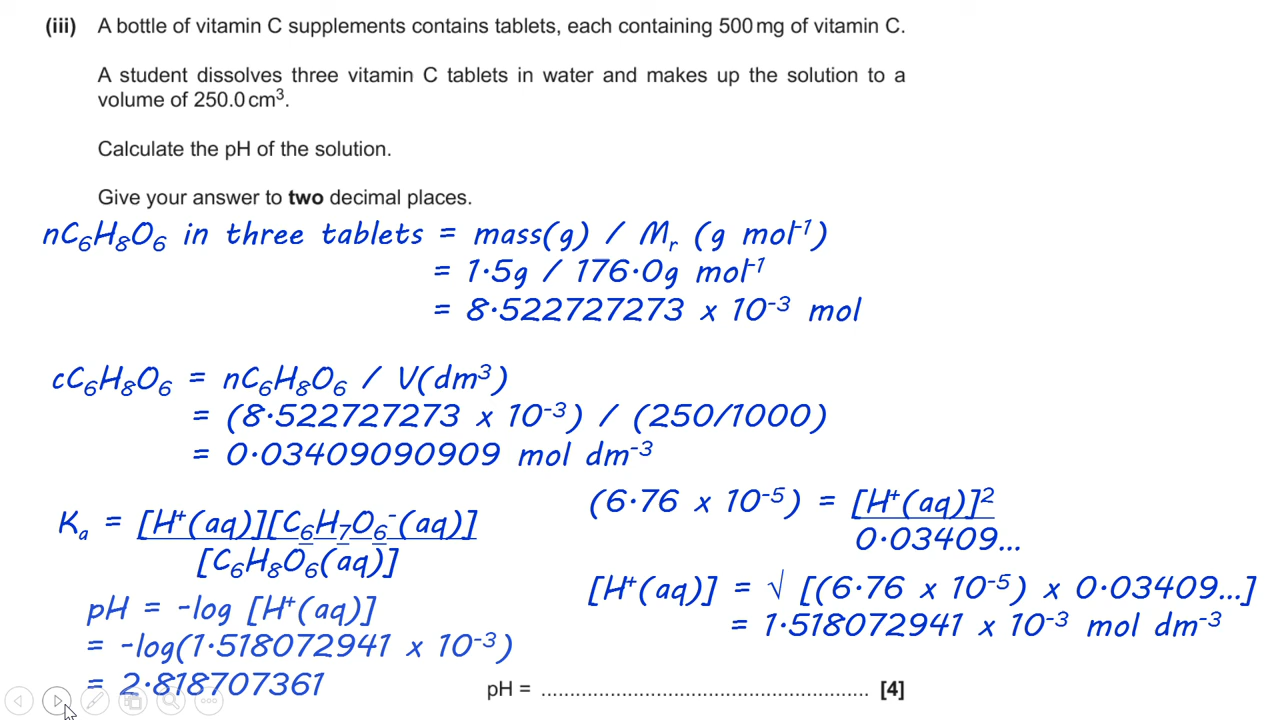 (iii) A bottle of vitamin C supplements contains tablets, each containing 500 mg of vitamin C.
A student dissolves three vitamin C tablets in water and makes up the solution to a
volume of 250.0 cm³.
Calculate the pH of the solution.
Give your answer to two decimal places.
nC₆H₈O₆ in three tablets = mass(g) / Mᵣ (g mol⁻¹)
= 1·5g / 176·0g mol⁻¹
= 8·522727273 x 10⁻³ mol
cC₆H₈O₆ = nC₆H₈O₆ / V(dm³)
= (8·522727273 x 10⁻³) / (250/1000)
= 0·03409090909 mol dm⁻³
Kₐ = [H⁺(aq)][C₆H₇O₆⁻(aq)]
[C₆H₈O₆(aq)]
(6·76 x 10⁻⁵) = [H⁺(aq)]²
0·03409...
[H⁺(aq)] = √ [(6·76 x 10⁻⁵) x 0·03409...]
= 1·518072941 x 10⁻³ mol dm⁻³
pH = -log [H⁺(aq)]
= -log(1·518072941 x 10⁻³)
= 2·818707361
pH = ........................................................ [4]